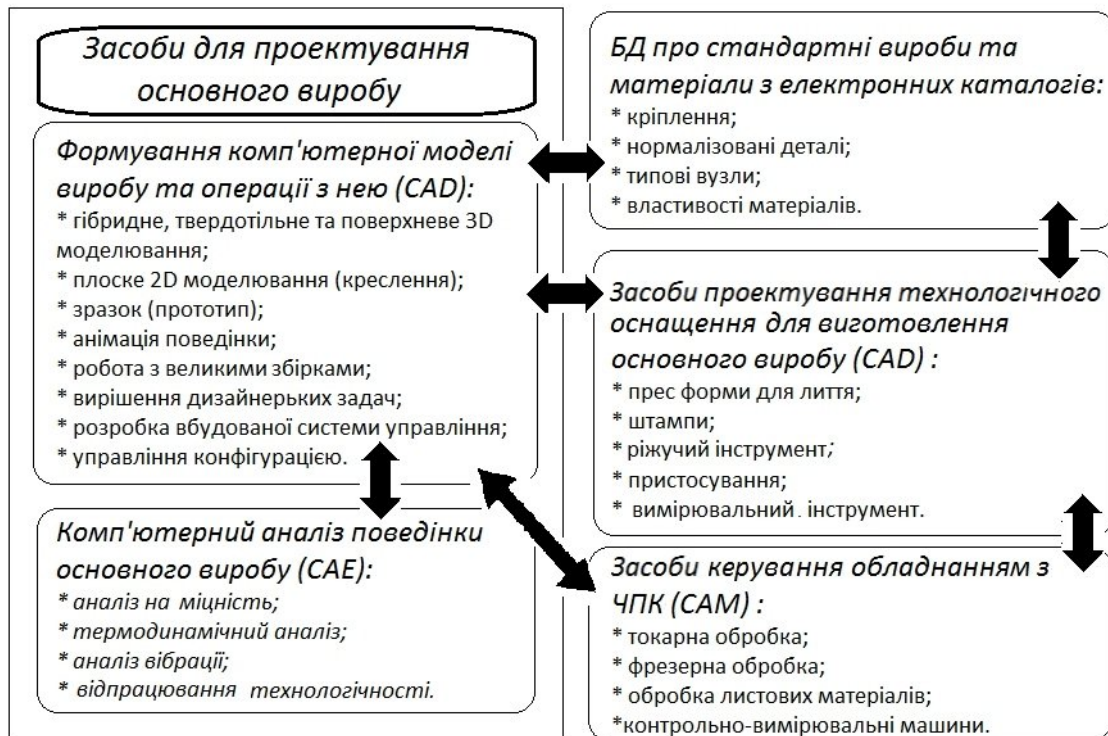 Засоби для проектування
основного виробу
Формування комп'ютерної моделі
виробу та операції з нею (CAD):
* гібридне, твердотільне та поверхневе 3D
моделювання;
* плоске 2D моделювання (креслення);
* зразок (прототип);
* анімація поведінки;
* робота з великими збірками;
* вирішення дизайнерьких задач;
* розробка вбудованої системи управління;
* управління конфігурацією.
Комп'ютерний аналіз поведінки
основного виробу (CAE):
* аналіз на міцність;
* термодинамічний аналіз;
* аналіз вібрації;
* відпрацювання технологічності.
БД про стандартні вироби та
матеріали з електронних каталогів:
* кріплення;
* нормалізовані деталі;
* типові вузли;
* властивості матеріалів.
Засоби проектування технологічного
оснащення для виготовлення
основного виробу (CAD) :
* прес форми для лиття;
* штампи;
* ріжучий інструмент;
* пристосування;
* вимірювальний інструмент.
Засоби керування обладнанням з
ЧПК (CAM) :
* токарна обробка;
* фрезерна обробка;
* обробка листових матеріалів;
*контрольно-вимірювальні машини.